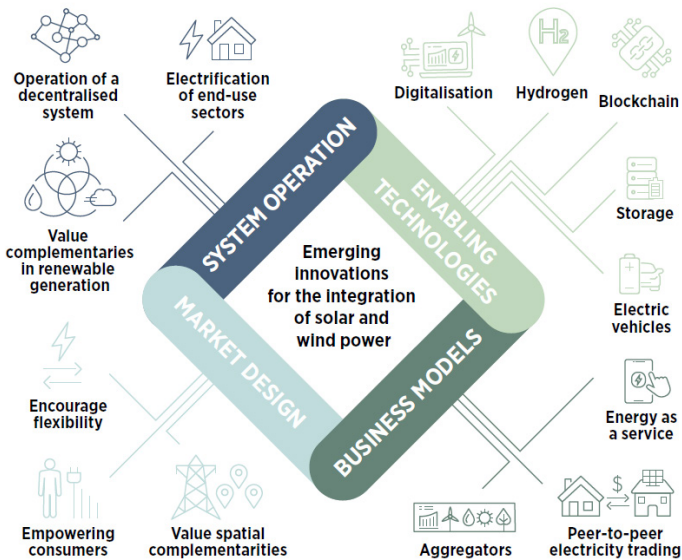 Operation of a
decentralised
system
Electrification
of end-use
sectors
Value
complementaries
in renewable
generation
SYSTEM OPERATION
H2
Digitalisation
Hydrogen
Blockchain
Storage
Electric
vehicles
ENABLING
TECHNOLOGIES
Emerging
Innovations
for the integration
of solar and
wind power
MARKET DESIGN
Encourage
flexibility
Empowering
consumers
Value spatial
complementarities
BUSINESS MODELS
Energy as
a service
$
Aggregators
Peer-to-peer
electricity trading